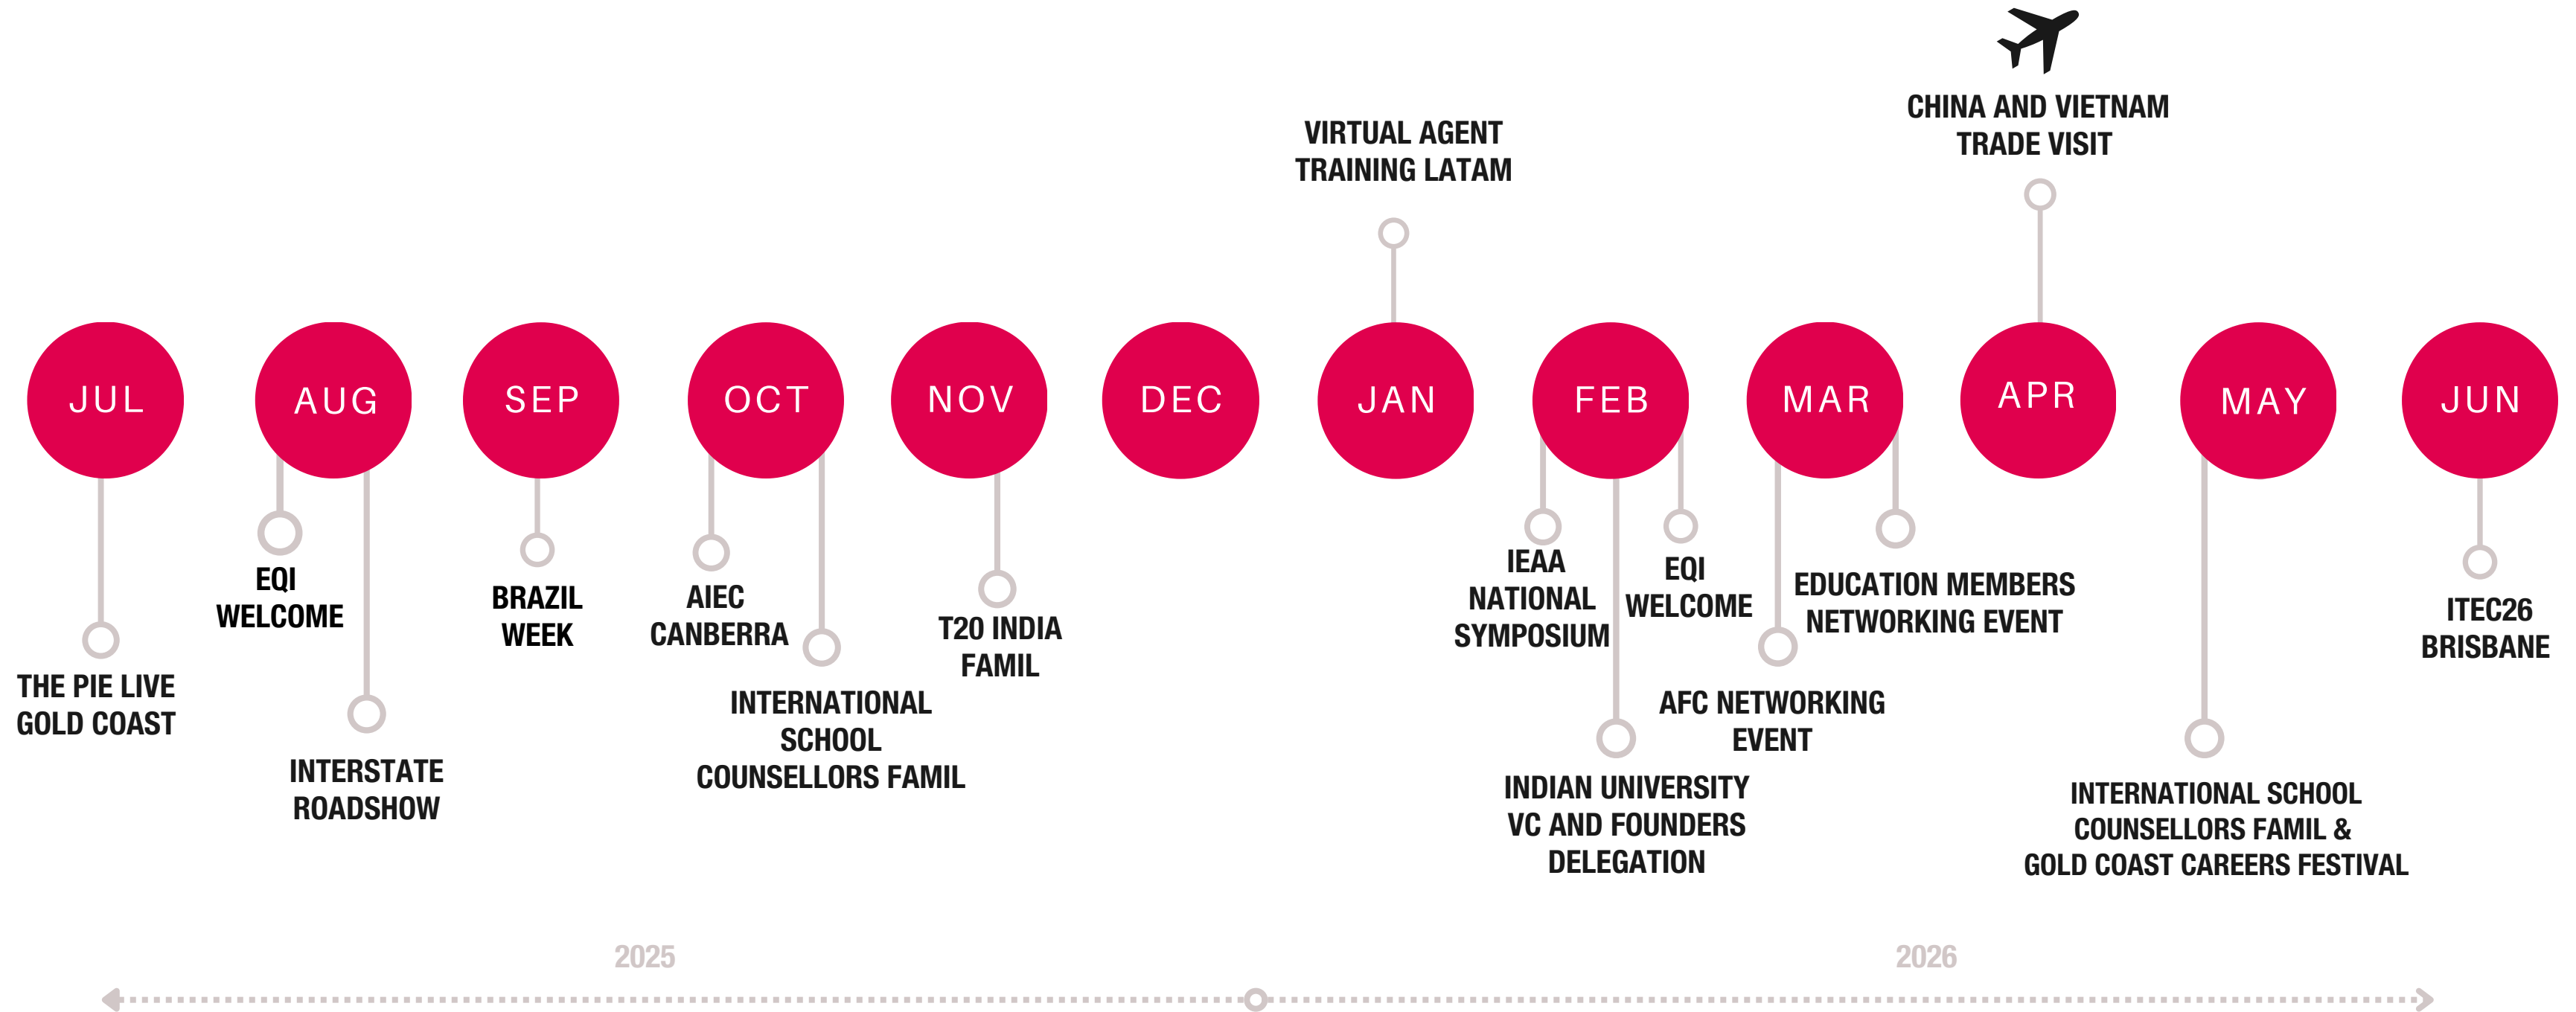 CHINA AND VIETNAM
TRADE VISIT
VIRTUAL AGENT
TRAINING LATAM
JUL
AUG
SEP
OCT
NOV
DEC
JAN
FEB
MAR
APR
MAY
JUN
THE PIE LIVE
GOLD COAST
EQI
WELCOME
INTERSTATE
ROADSHOW
BRAZIL
WEEK
AIEC
CANBERRA
INTERNATIONAL
SCHOOL
COUNSELLORS FAMIL
T20 INDIA
FAMIL
IEAA
NATIONAL
SYMPOSIUM
INDIAN UNIVERSITY
VC AND FOUNDERS
DELEGATION
EQI
WELCOME
AFC NETWORKING
EVENT
EDUCATION MEMBERS
NETWORKING EVENT
INTERNATIONAL SCHOOL
COUNSELLORS FAMIL &
GOLD COAST CAREERS FESTIVAL
ITEC26
BRISBANE
2025
2026